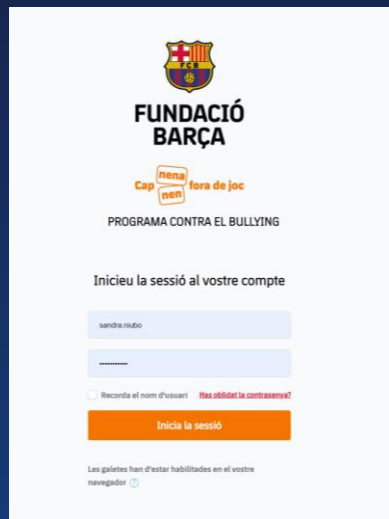 FCB
FUNDACIÓ
BARÇA
Cap nena nen fora de joc
PROGRAMA CONTRA EL BULLYING
Inicieu la sessió al vostre compte
sandra.niubo
•••••••••••
Recorda el nom d'usuari Has oblidat la contrasenya?
Inicia la sessió
Les galetes han d'estar habilitades en el vostre
navegador ?